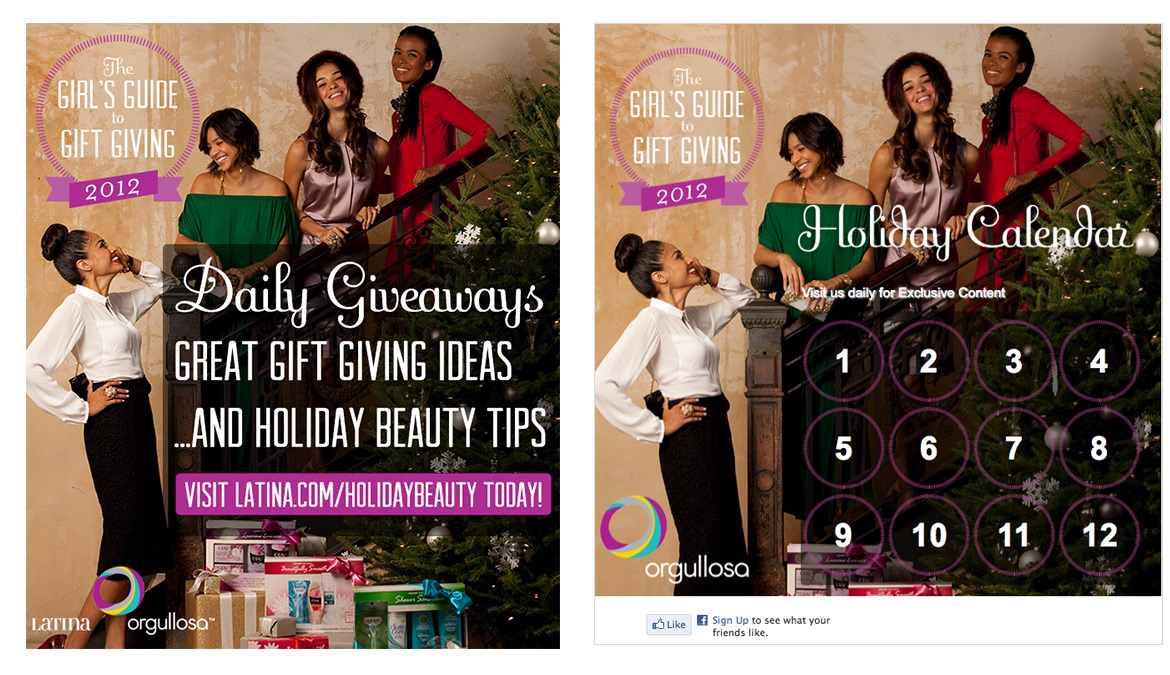 The
GIRL'S GUIDE
to
GIFT GIVING
2012
Daily Giveaways
GREAT GIFT GIVING IDEAS
...AND HOLIDAY BEAUTY TIPS
VISIT LATINA.COM/HOLIDAYBEAUTY TODAY!
Beautifully Smooth
LATINA
orgullosa™
The
GIRL'S GUIDE
to
GIFT GIVING
2012
Holiday Calendar
Visit us daily for Exclusive Content
1 2 3 4
5 6 7 8
9 10 11 12
orgullosa
Like
Sign Up to see what your
friends like.